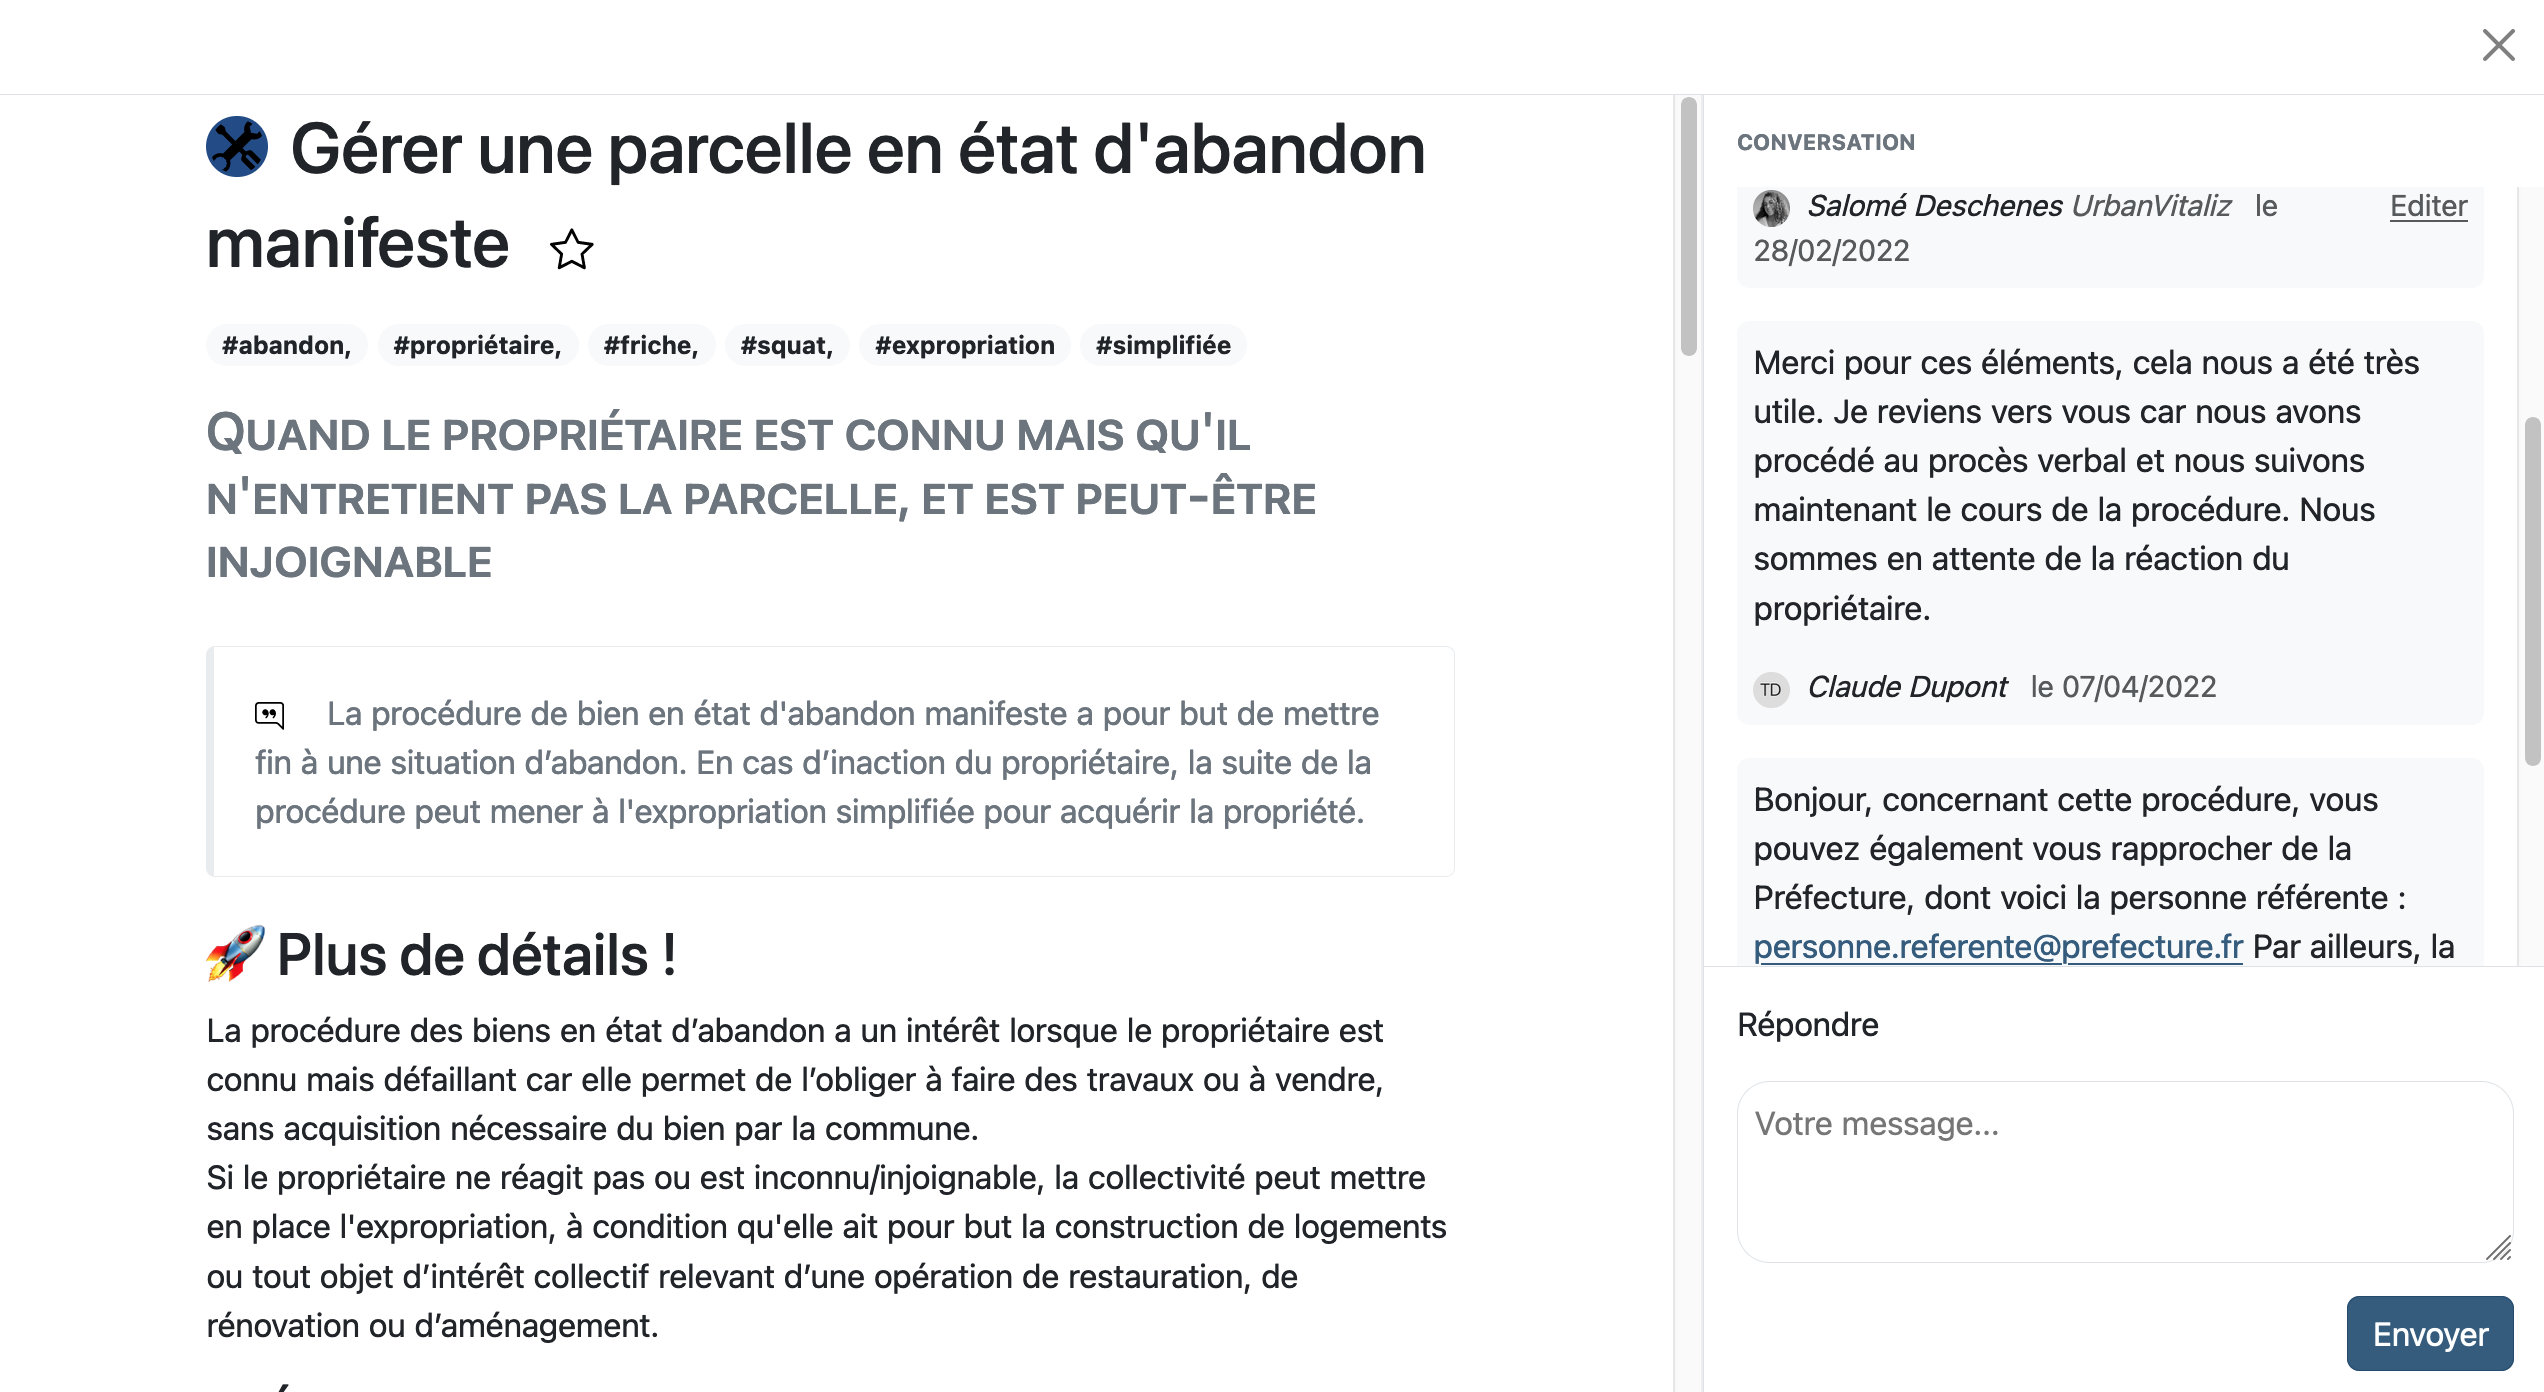 Gérer une parcelle en état d'abandon
manifeste
#abandon, #propriétaire, #friche, #squat, #expropriation #simplifiée
QUAND LE PROPRIÉTAIRE EST CONNU MAIS QU'IL
N'ENTRETIENT PAS LA PARCELLE, ET EST PEUT-ÊTRE
INJOIGNABLE
La procédure de bien en état d'abandon manifeste a pour but de mettre
fin à une situation d’abandon. En cas d’inaction du propriétaire, la suite de la
procédure peut mener à l'expropriation simplifiée pour acquérir la propriété.
Plus de détails !
La procédure des biens en état d’abandon a un intérêt lorsque le propriétaire est
connu mais défaillant car elle permet de l’obliger à faire des travaux ou à vendre,
sans acquisition nécessaire du bien par la commune.
Si le propriétaire ne réagit pas ou est inconnu/injoignable, la collectivité peut mettre
en place l'expropriation, à condition qu'elle ait pour but la construction de logements
ou tout objet d’intérêt collectif relevant d’une opération de restauration, de
rénovation ou d’aménagement.
CONVERSATION
Salomé Deschenes UrbanVitaliz le
28/02/2022
Editer
Merci pour ces éléments, cela nous a été très
utile. Je reviens vers vous car nous avons
procédé au procès verbal et nous suivons
maintenant le cours de la procédure. Nous
sommes en attente de la réaction du
propriétaire.
TD Claude Dupont le 07/04/2022
Bonjour, concernant cette procédure, vous
pouvez également vous rapprocher de la
Préfecture, dont voici la personne référente :
personne.referente@prefecture.fr Par ailleurs, la
Répondre
Votre message...
Envoyer